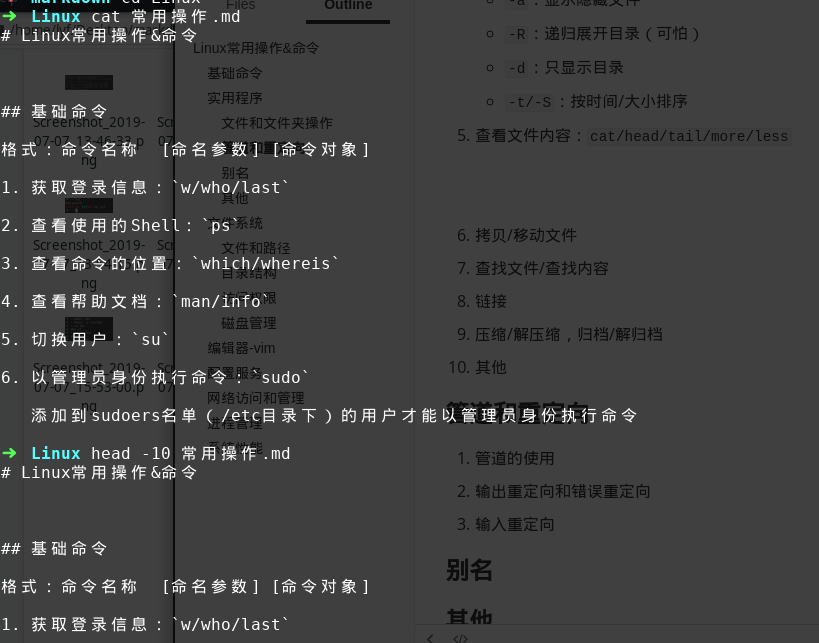 markdown cd Linux
➜ Linux cat 常用操作.md
# Linux常用操作&命令
## 基础命令
格式：命令名称 [命名参数] [命令对象]
1. 获取登录信息：`w/who/last`
2. 查看使用的Shell：`ps`
3. 查看命令的位置：`which/whereis`
4. 查看帮助文档：`man/info`
5. 切换用户：`su`
6. 以管理员身份执行命令：`sudo`
添加到sudoers名单（/etc目录下）的用户才能以管理员身份执行命令
➜ Linux head -10 常用操作.md
# Linux常用操作&命令
## 基础命令
格式：命令名称 [命名参数] [命令对象]
1. 获取登录信息：`w/who/last`
Screenshot_2019-
07-07_13-46-33.p
ng
Screenshot_2019-
ng
Screenshot_2019-
07-07_15-53-00.p
ng
Files
Outline
Linux常用操作&命令
基础命令
实用程序
文件和文件夹操作
别名
其他
文件系统
文件和路径
目录结构
磁盘管理
编辑器-vim
配置服务
网络访问和管理
进程管理
系统性能
-a：显示隐藏文件
-R：递归展开目录（可怕）
-d：只显示目录
-t/-S：按时间/大小排序
5. 查看文件内容：cat/head/tail/more/less
6. 拷贝/移动文件
7. 查找文件/查找内容
8. 链接
9. 压缩/解压缩，归档/解归档
10. 其他
管道和重定向
1. 管道的使用
2. 输出重定向和错误重定向
3. 输入重定向
别名
其他